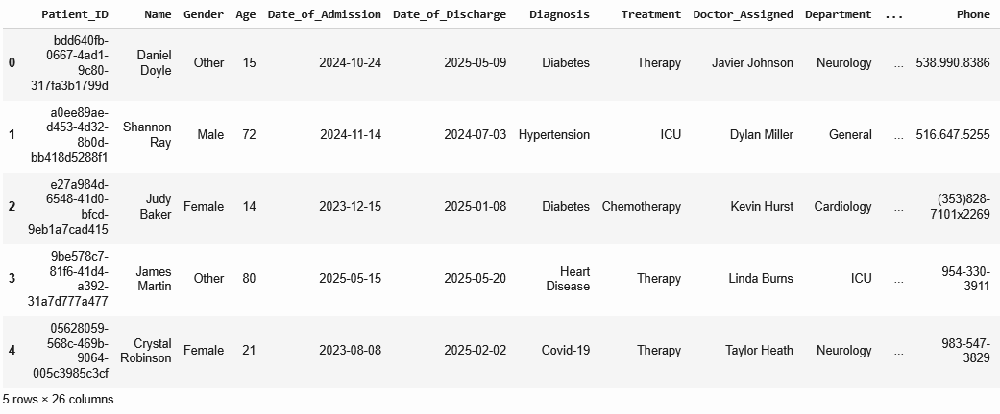 Patient_ID Name Gender Age Date_of_Admission Date_of_Discharge Diagnosis Treatment Doctor_Assigned Department ... Phone
bdd640fb-
0667-4ad1-
9c80-
317fa3b1799d
0 Daniel
Doyle Other 15 2024-10-24 2025-05-09 Diabetes Therapy Javier Johnson Neurology ... 538.990.8386
a0ee89ae-
d453-4d32-
8b0d-
bb418d5288f1
1 Shannon
Ray Male 72 2024-11-14 2024-07-03 Hypertension ICU Dylan Miller General ... 516.647.5255
e27a984d-
6548-41d0-
bfcd-
9eb1a7cad415
2 Judy
Baker Female 14 2023-12-15 2025-01-08 Diabetes Chemotherapy Kevin Hurst Cardiology ... (353)828-
7101x2269
9be578c7-
81f6-41d4-
a392-
31a7d777a477
3 James
Martin Other 80 2025-05-15 2025-05-20 Heart
Disease Therapy Linda Burns ICU ... 954-330-
3911
05628059-
568c-469b-
9064-
005c3985c3cf
4 Crystal
Robinson Female 21 2023-08-08 2025-02-02 Covid-19 Therapy Taylor Heath Neurology ... 983-547-
3829
5 rows × 26 columns